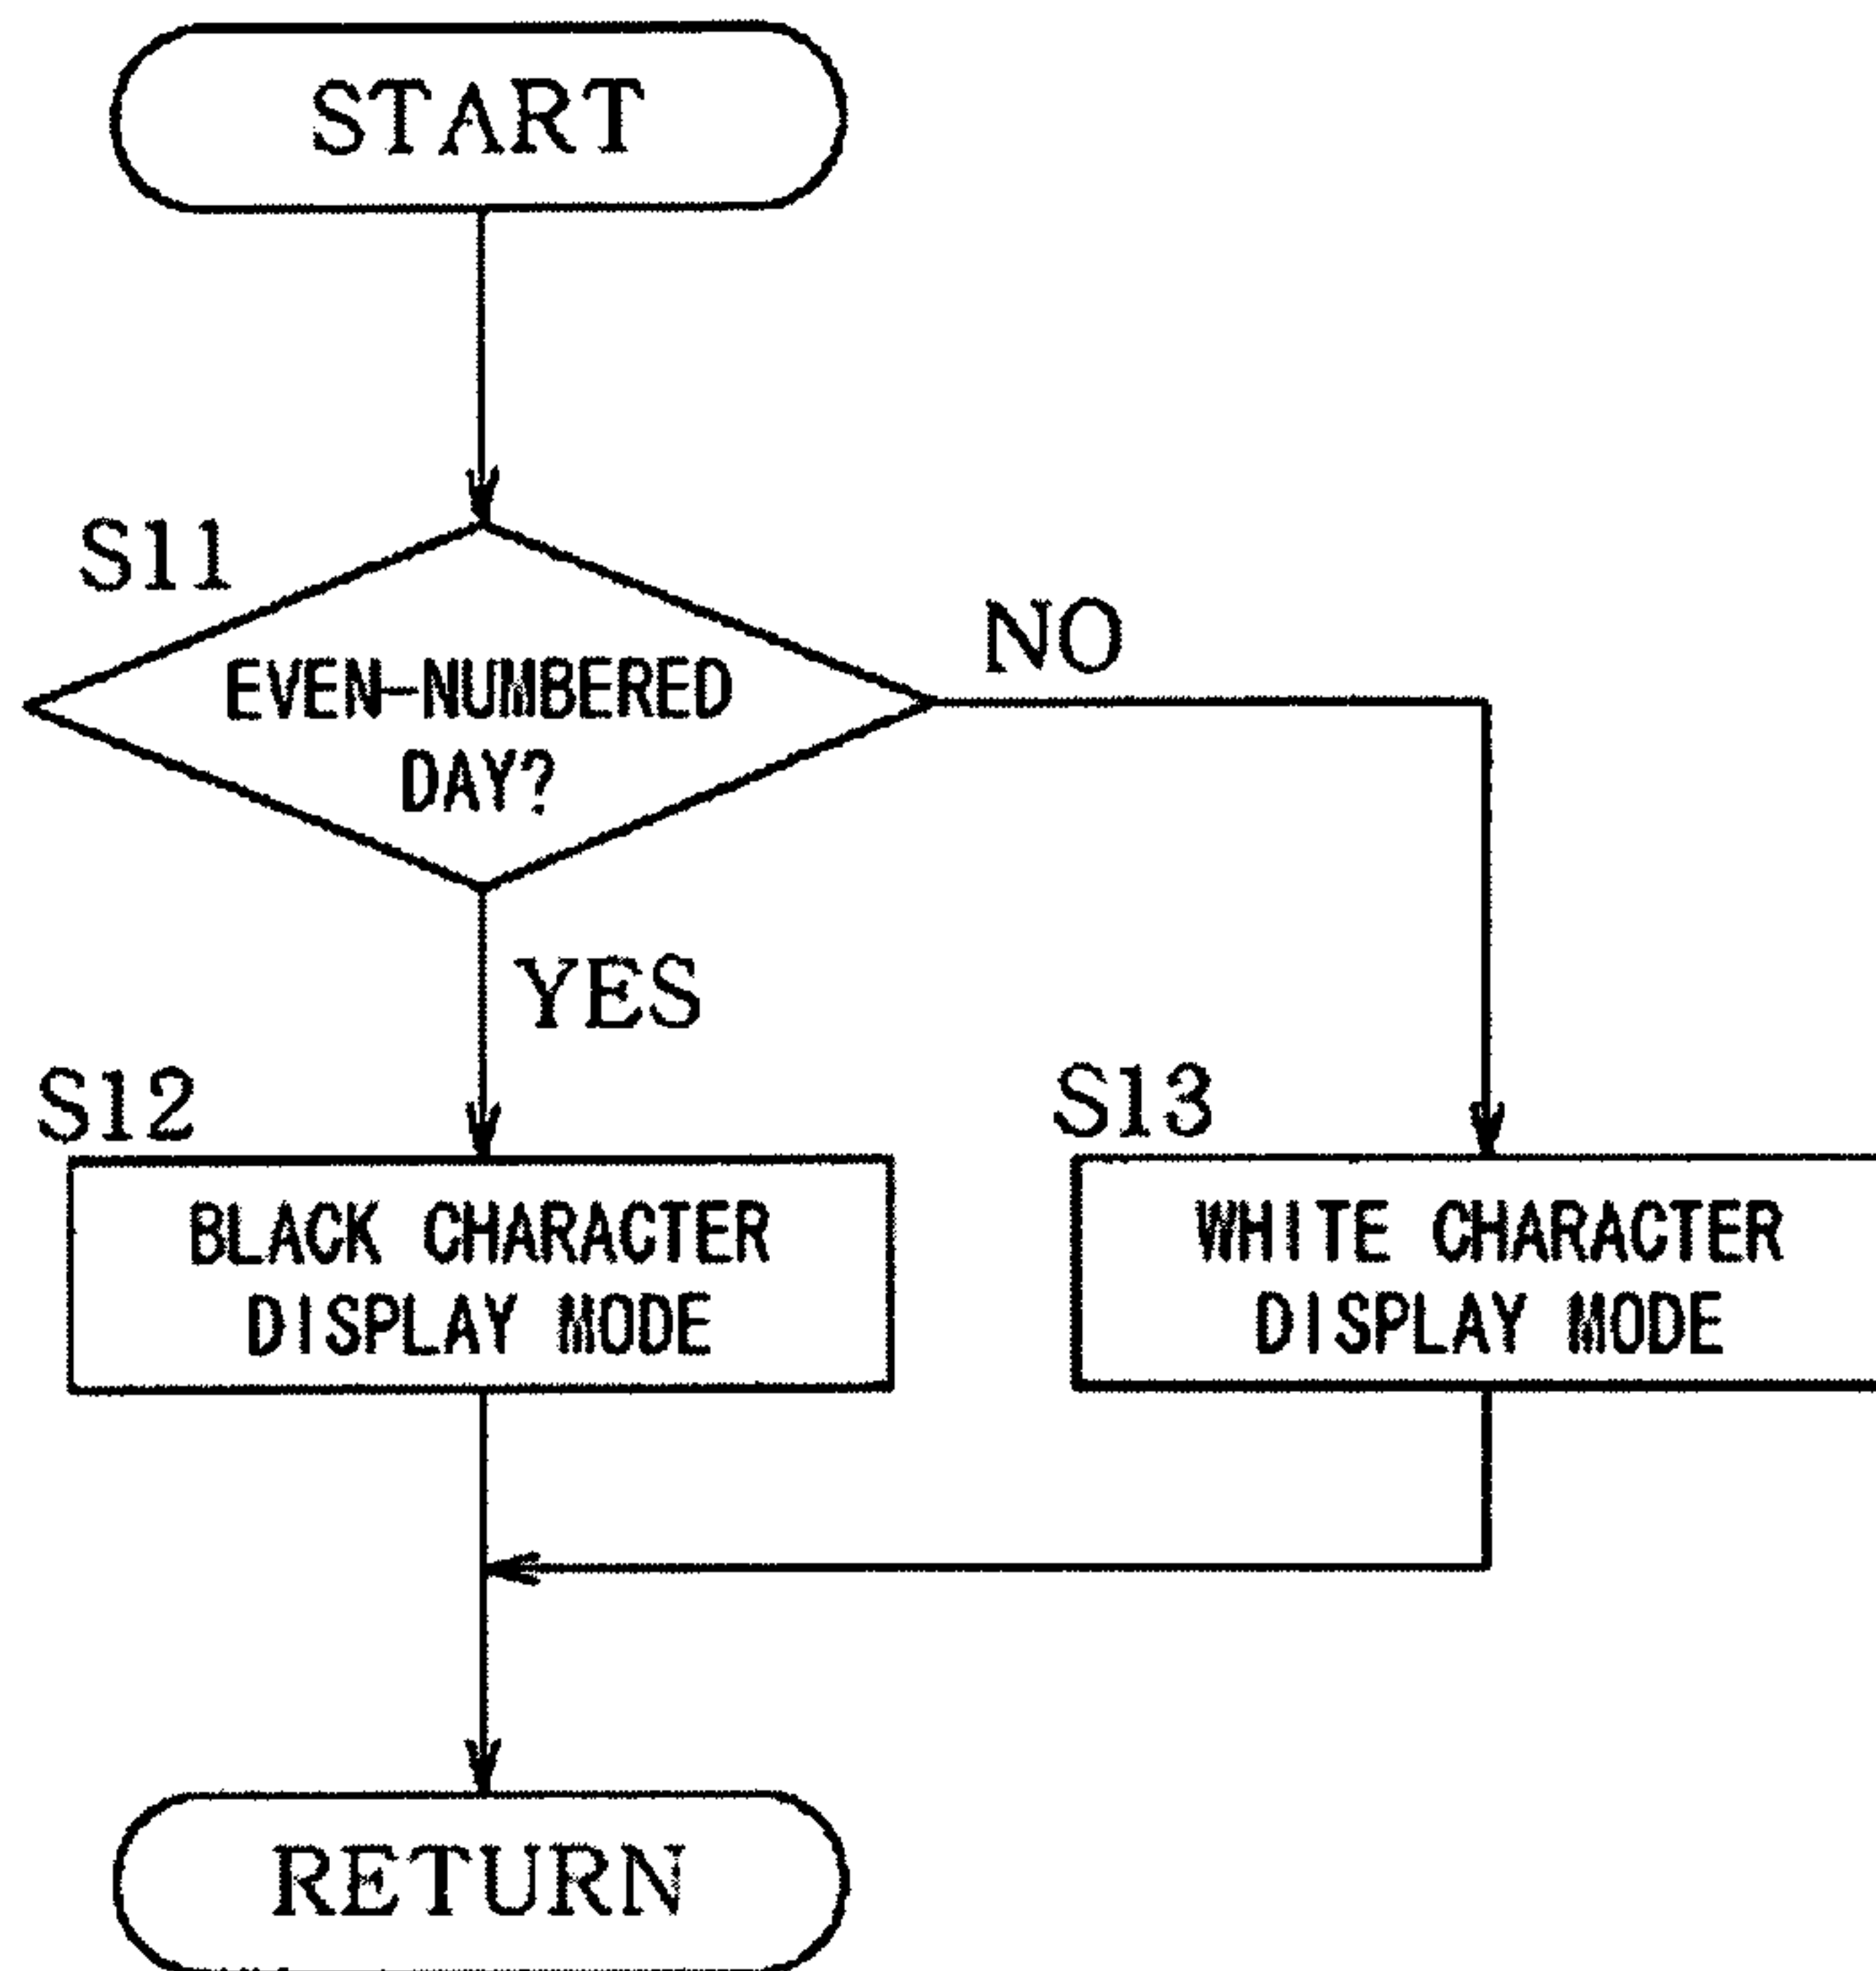 START
S11
EVEN-NUMBERED
DAY?
NO
YES
S12
BLACK CHARACTER
DISPLAY MODE
S13
WHITE CHARACTER
DISPLAY MODE
RETURN